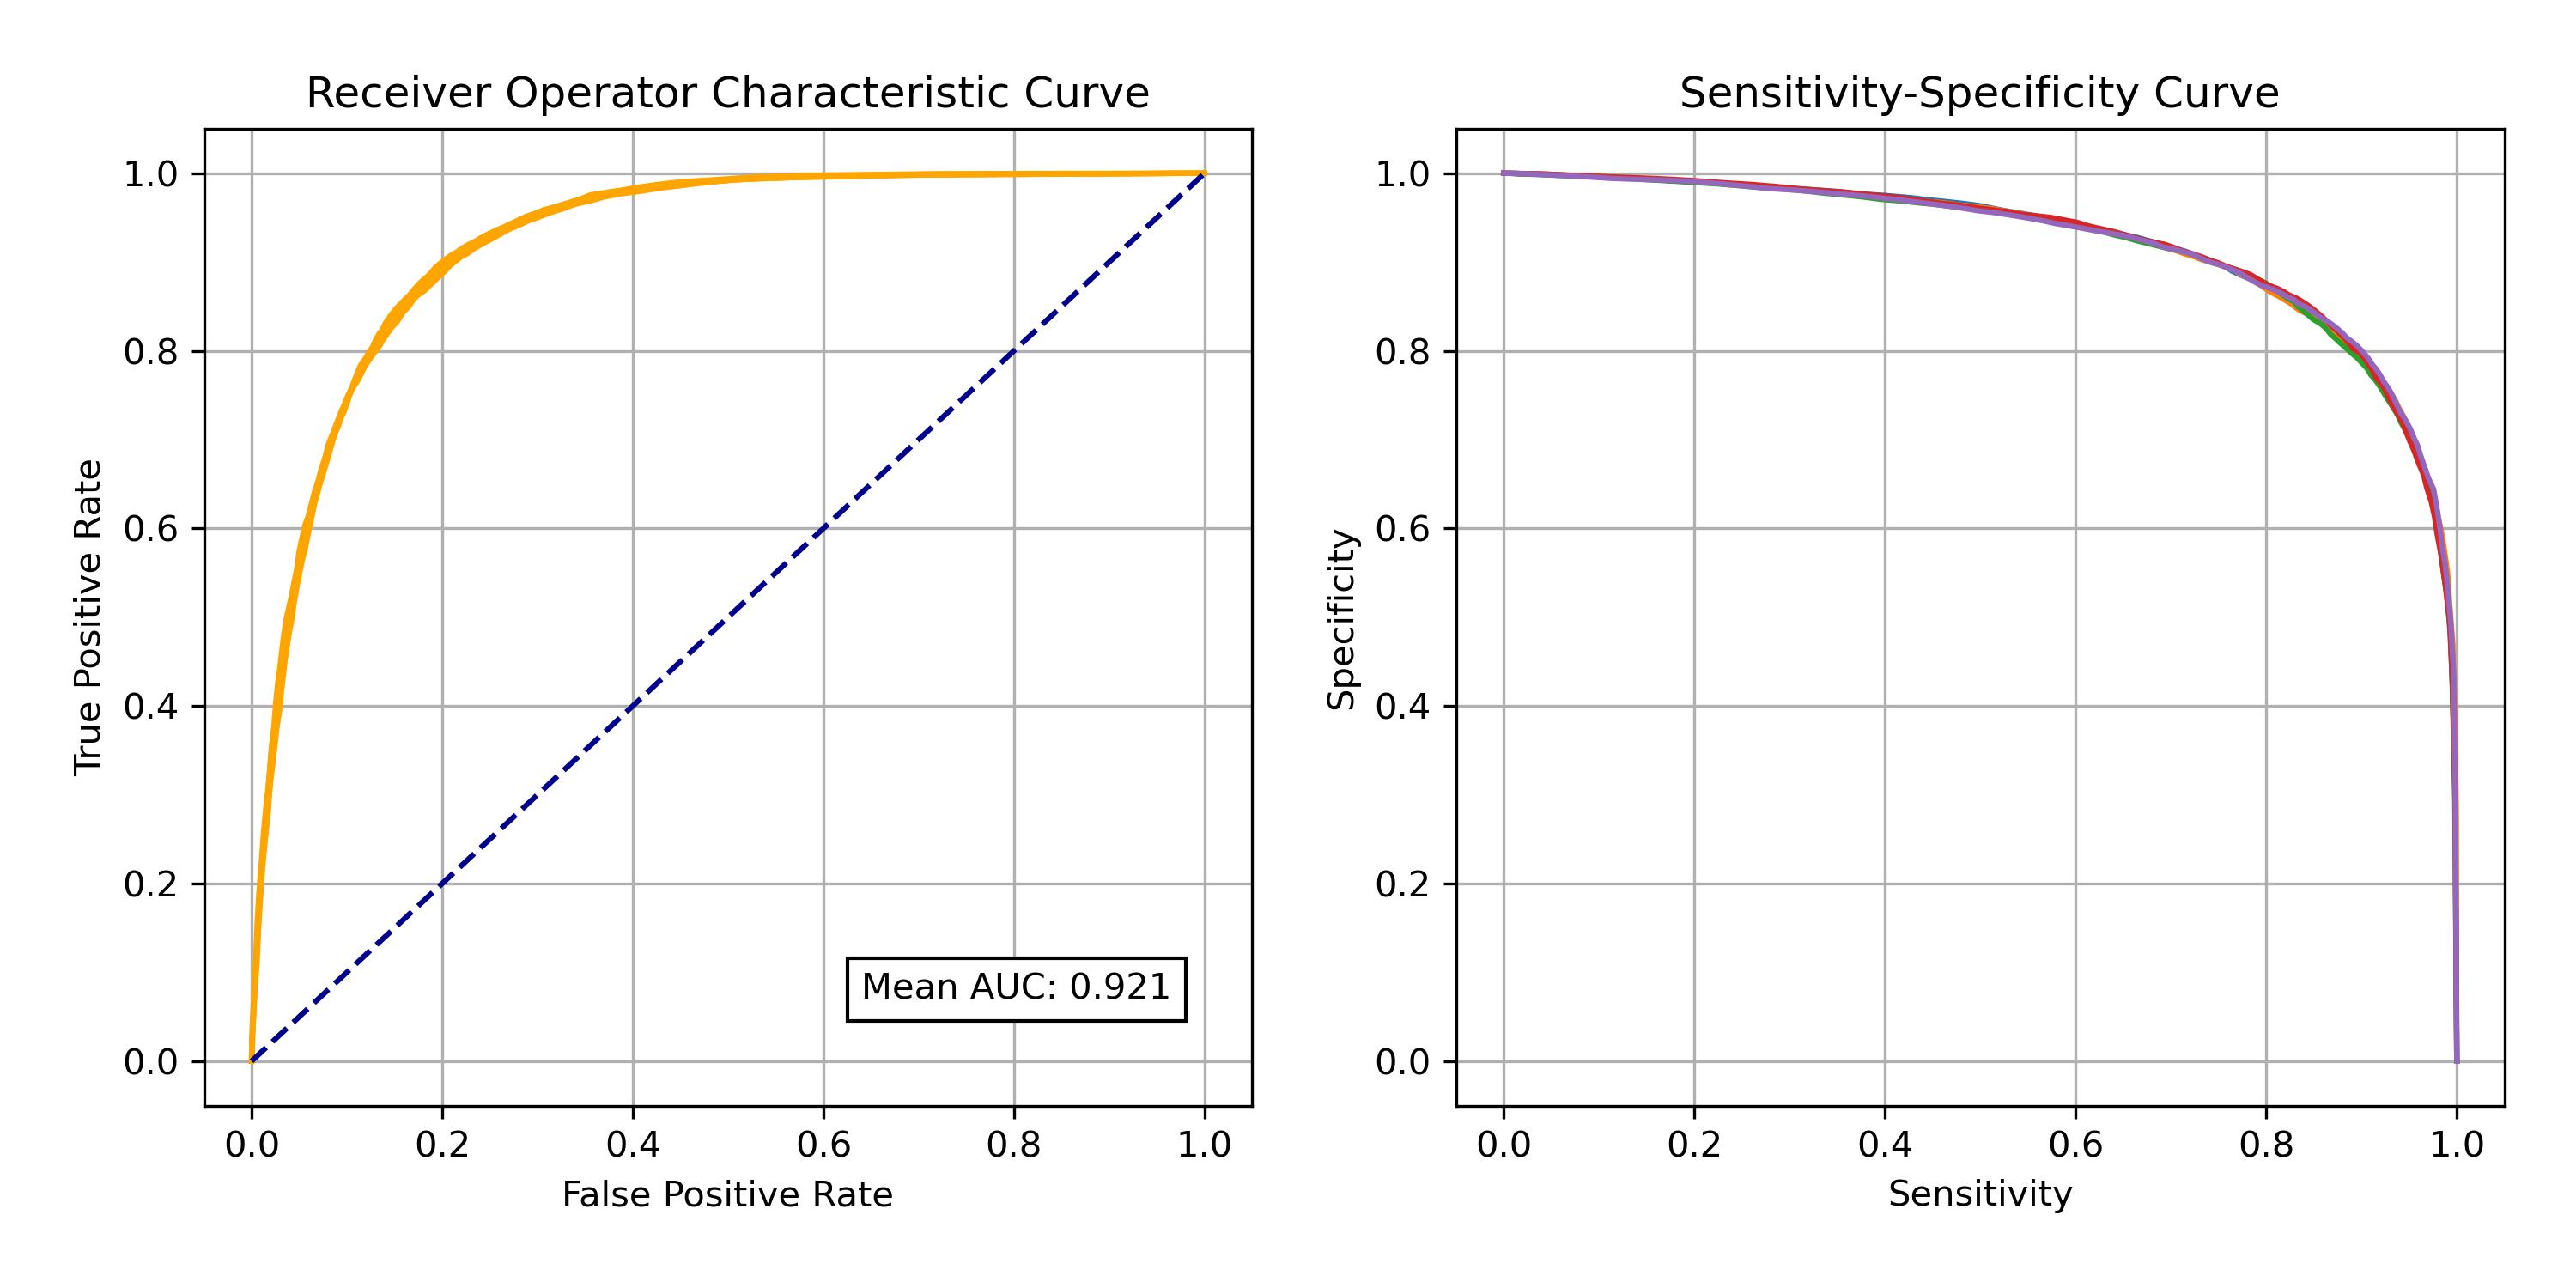 Receiver Operator Characteristic Curve
True Positive Rate
1.0
0.8
0.6
0.4
0.2
0.0
Mean AUC: 0.921
0.0 0.2 0.4 0.6 0.8 1.0
False Positive Rate
Sensitivity-Specificity Curve
Specificity
1.0
0.8
0.6
0.4
0.2
0.0
0.0 0.2 0.4 0.6 0.8 1.0
Sensitivity